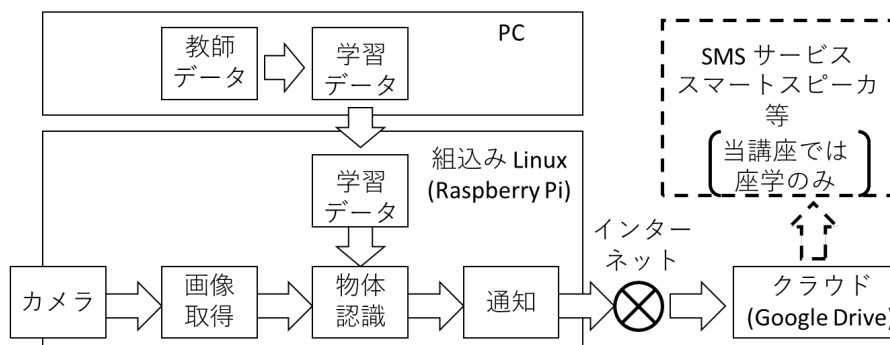 PC
教師
データ
学習
データ
SMS サービス
スマートスピーカ
等
当講座では
座学のみ
組込み Linux
(Raspberry Pi)
学習
データ
インター
ネット
カメラ
画像
取得
物体
認識
通知
クラウド
(Google Drive)